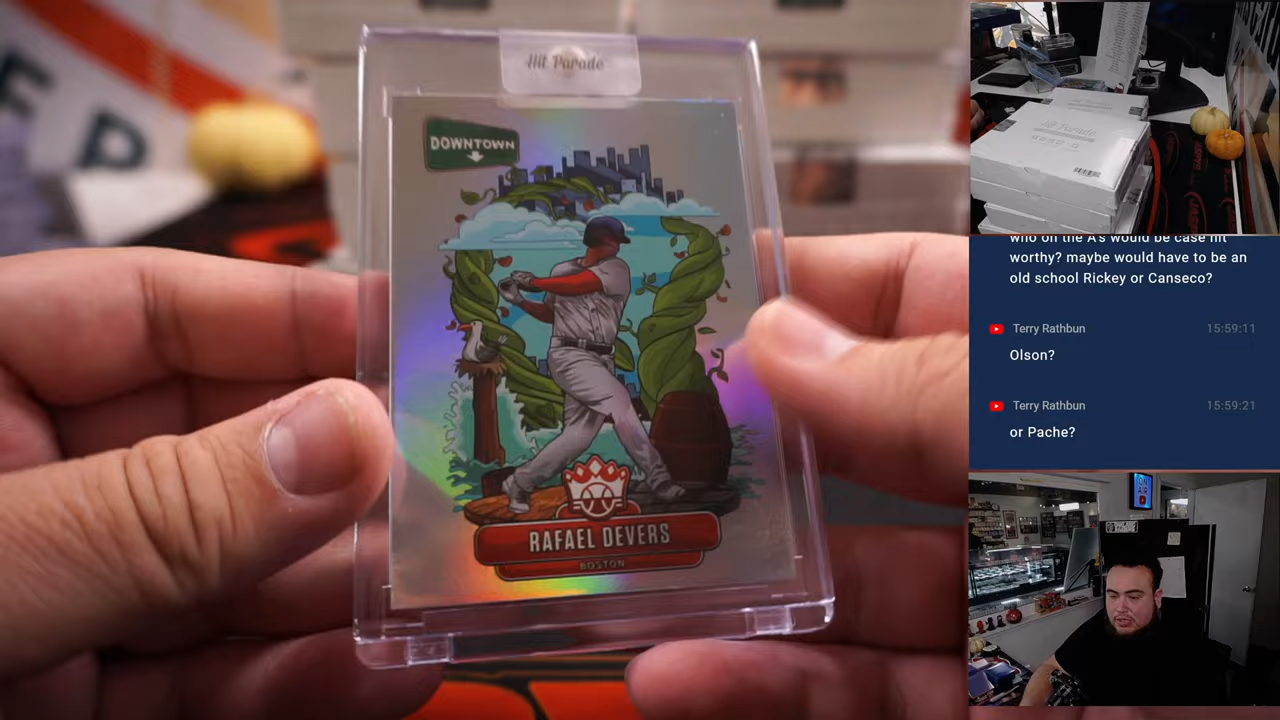 Hit Parade
DOWNTOWN
RAFAEL DEVERS
BOSTON
Hit Parade
who on the A's would be case hit
worthy? maybe would have to be an
old school Rickey or Canseco?
Terry Rathbun 15:59:11
Olson?
Terry Rathbun 15:59:21
or Pache?